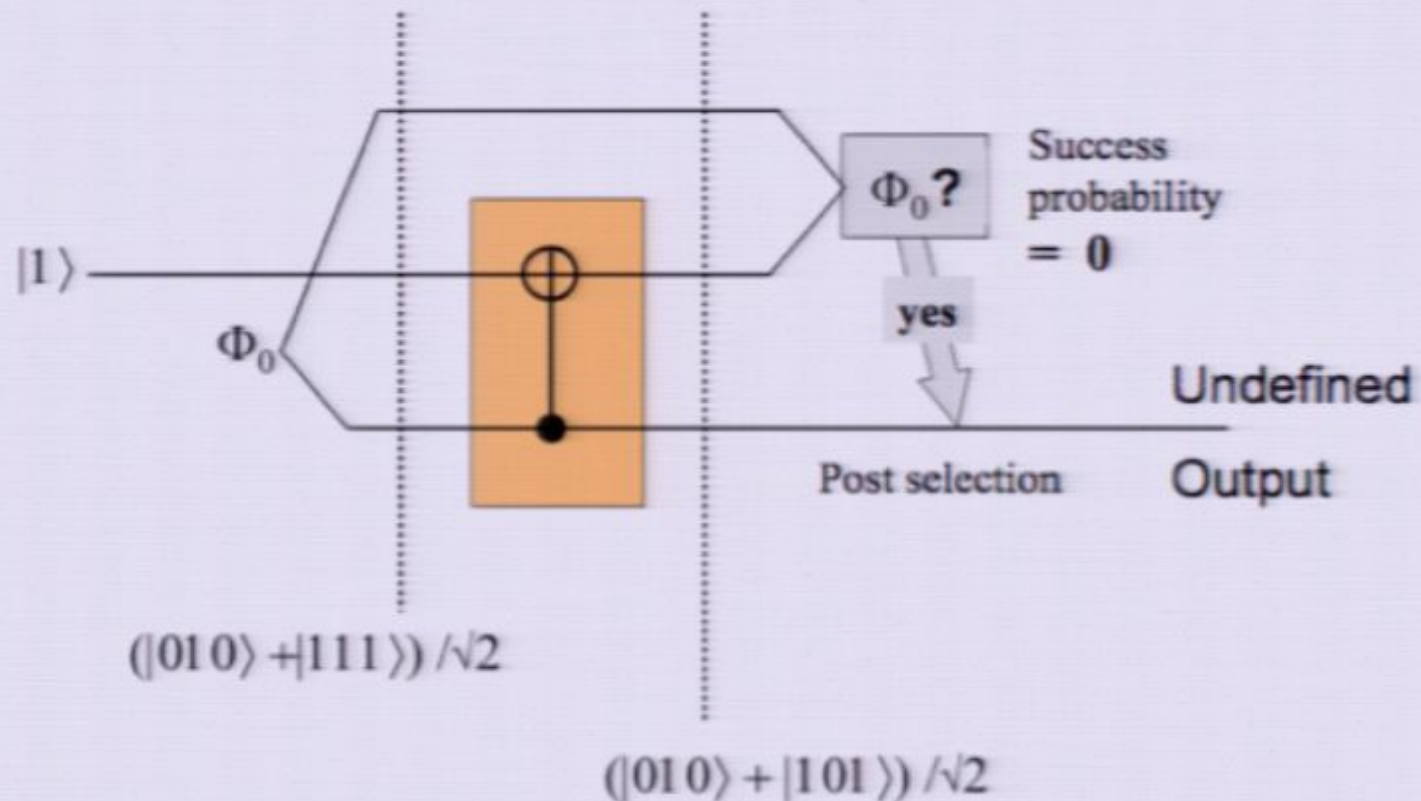 |1⟩
Φ₀
Φ₀?
Success
probability
= 0
yes
Undefined
Post selection
Output
(|010⟩ +|111⟩) /√2
(|010⟩ + |101⟩) /√2